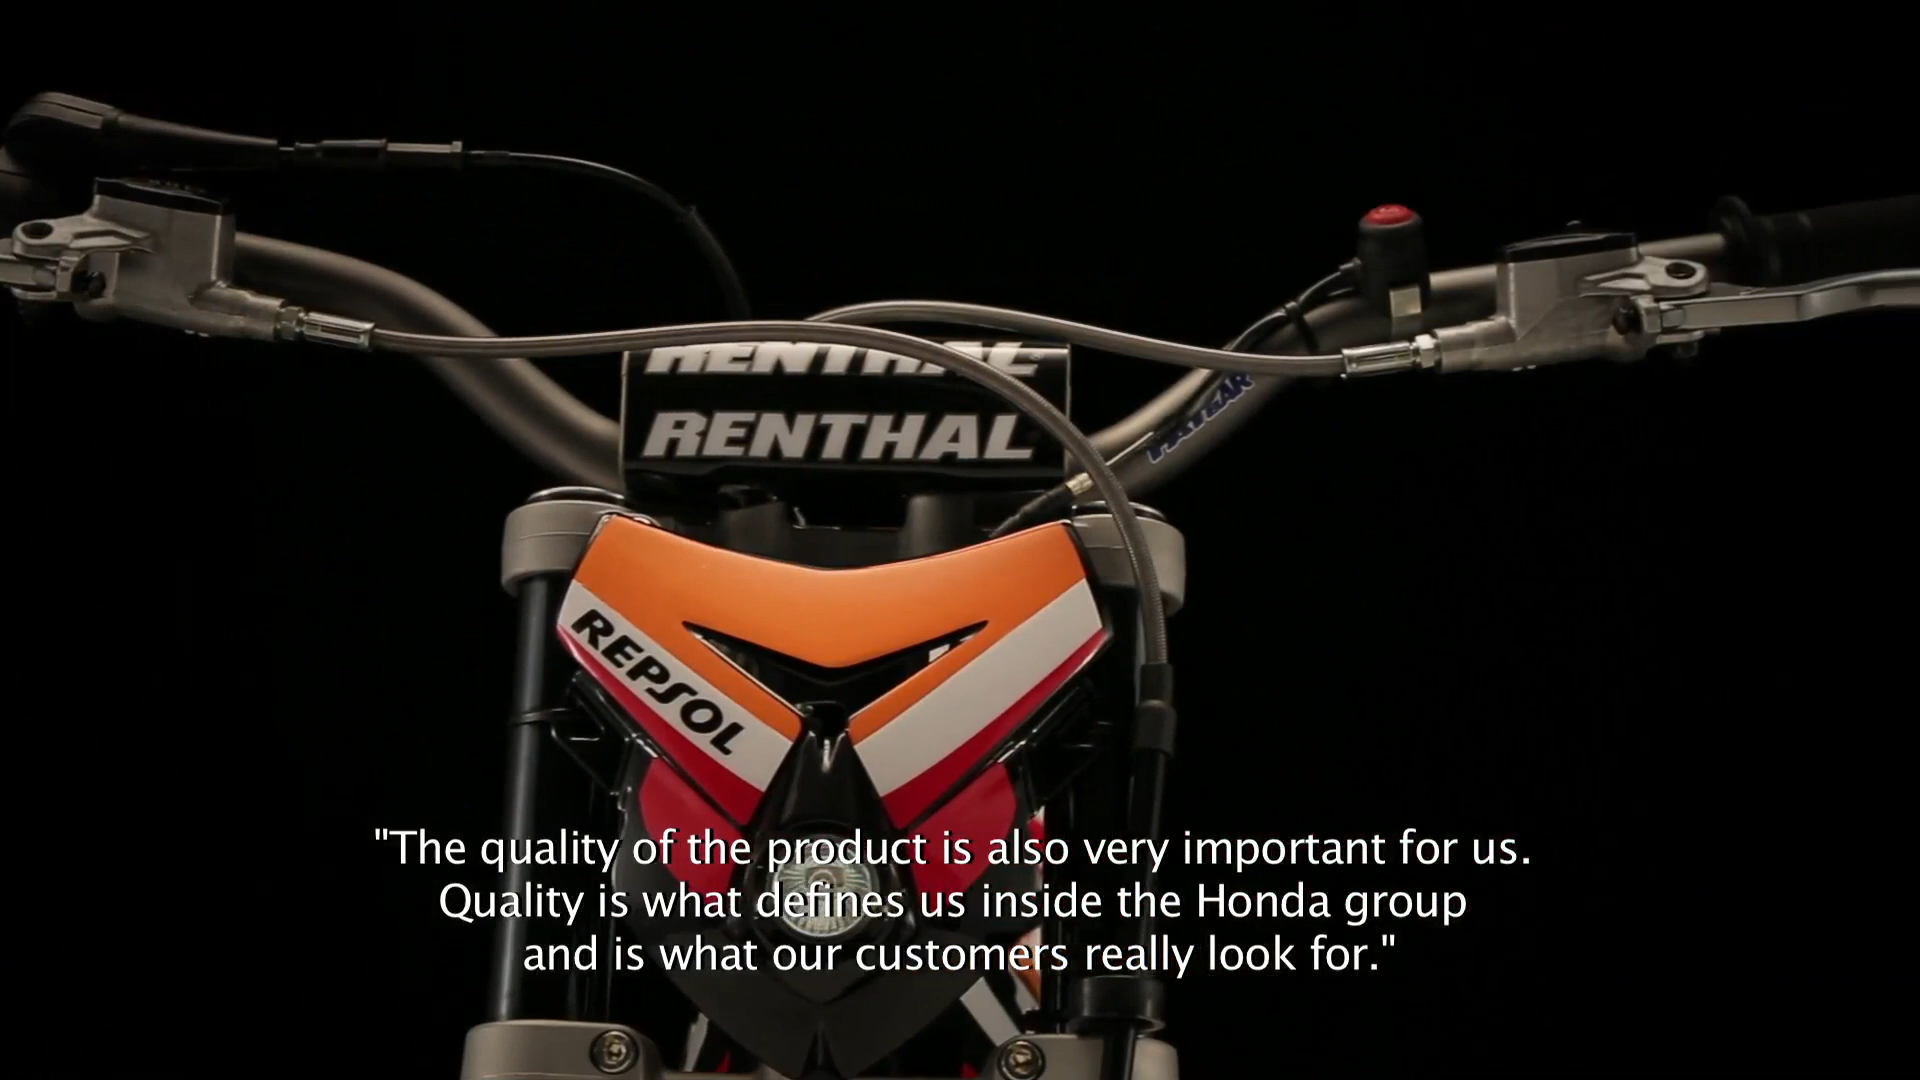 RENTHAL
RENTHAL
REPSOL
"The quality of the product is also very important for us.
Quality is what defines us inside the Honda group
and is what our customers really look for."